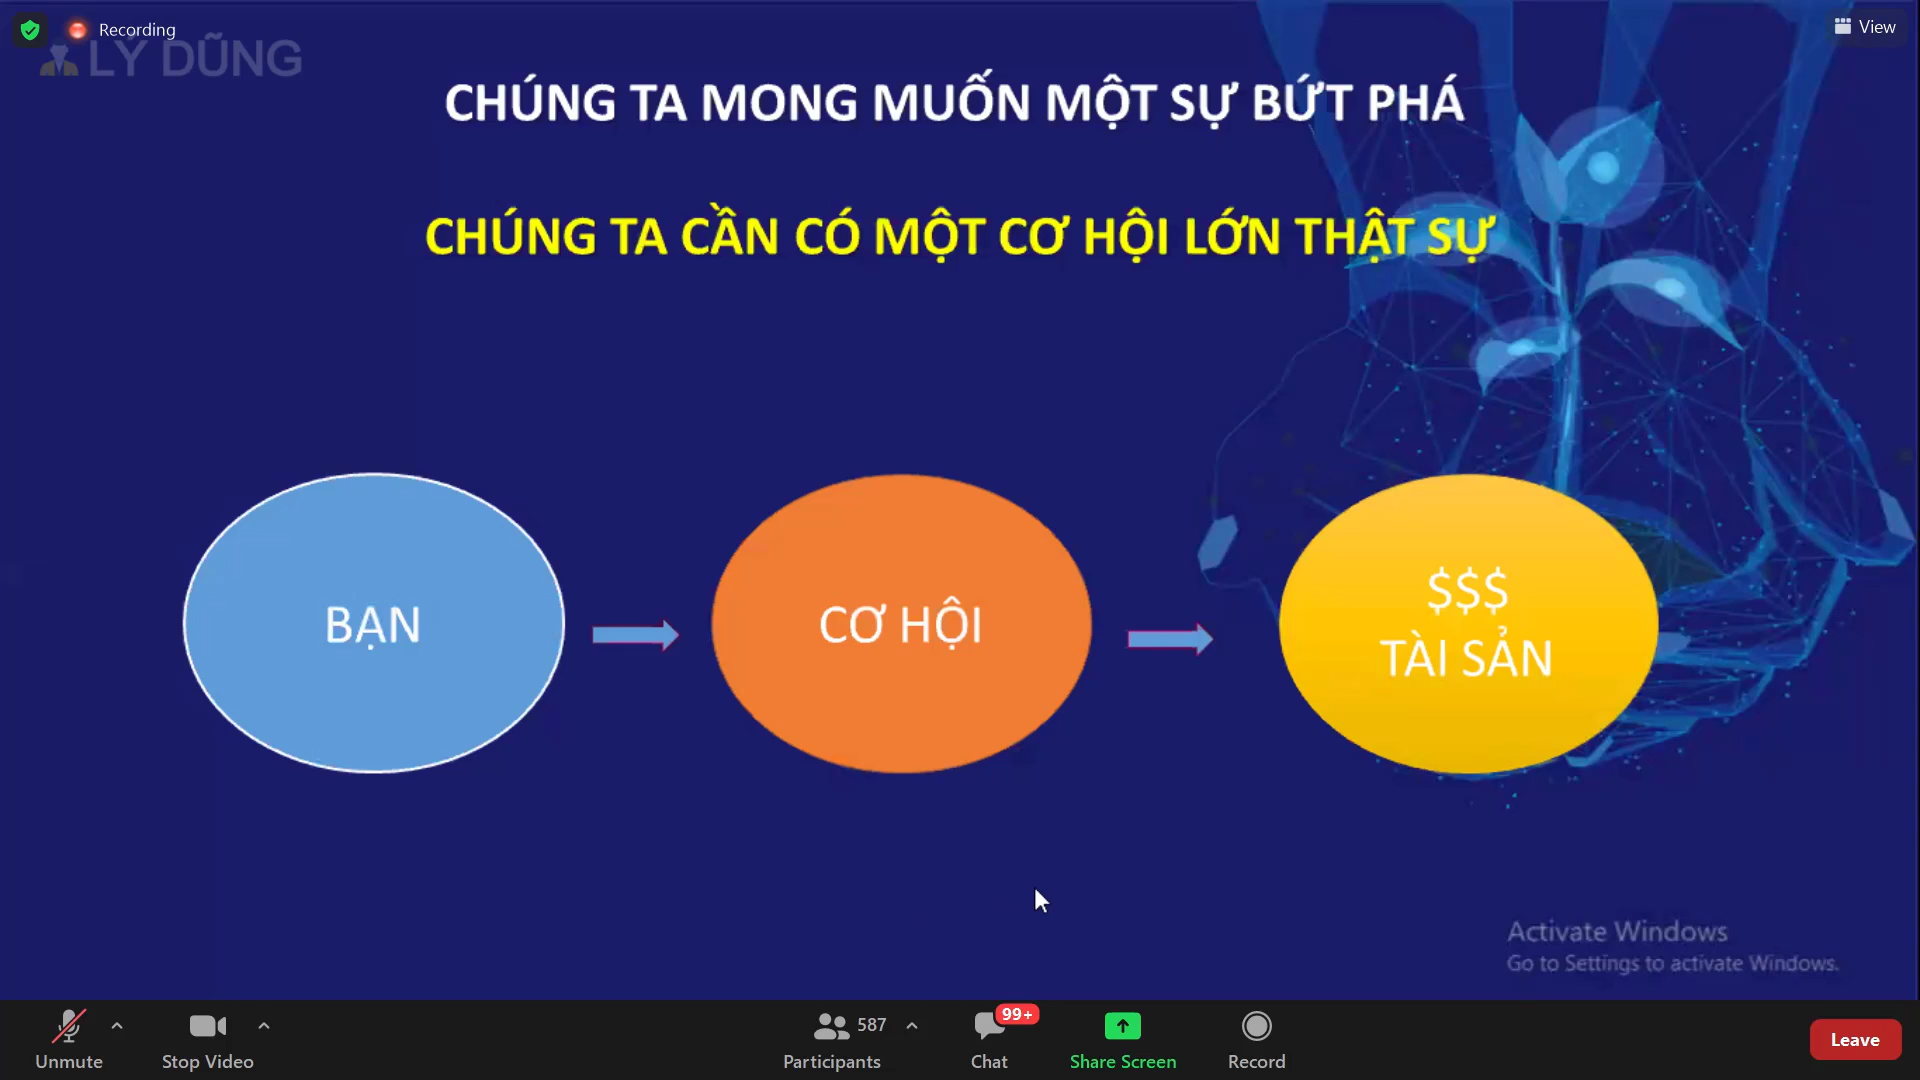 Recording
View
LÝ DŨNG
CHÚNG TA MONG MUỐN MỘT SỰ BỨT PHÁ
CHÚNG TA CẦN CÓ MỘT CƠ HỘI LỚN THẬT SỰ
BẠN
CƠ HỘI
$$$
TÀI SẢN
Activate Windows
Go to Settings to activate Windows.
587
99+
Unmute
Stop Video
Participants
Chat
Share Screen
Record
Leave